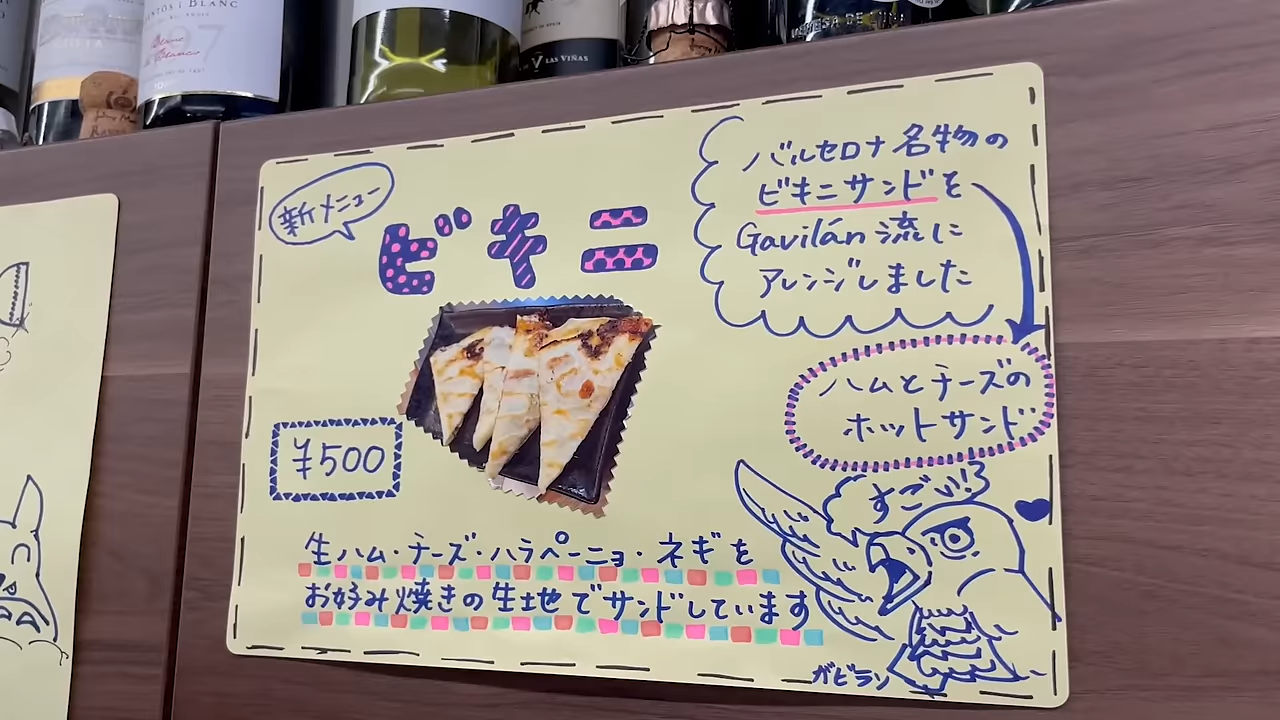 LAS VIÑAS
新メニュー
ビキニ
バルセロナ名物の
ビキニサンドを
Gavilán流に
アレンジしました
ハムとチーズの
ホットサンド
¥500
すごい!
生ハム・チーズ・ハラペーニョ・ネギを
お好み焼きの生地でサンドしています
ガビラン